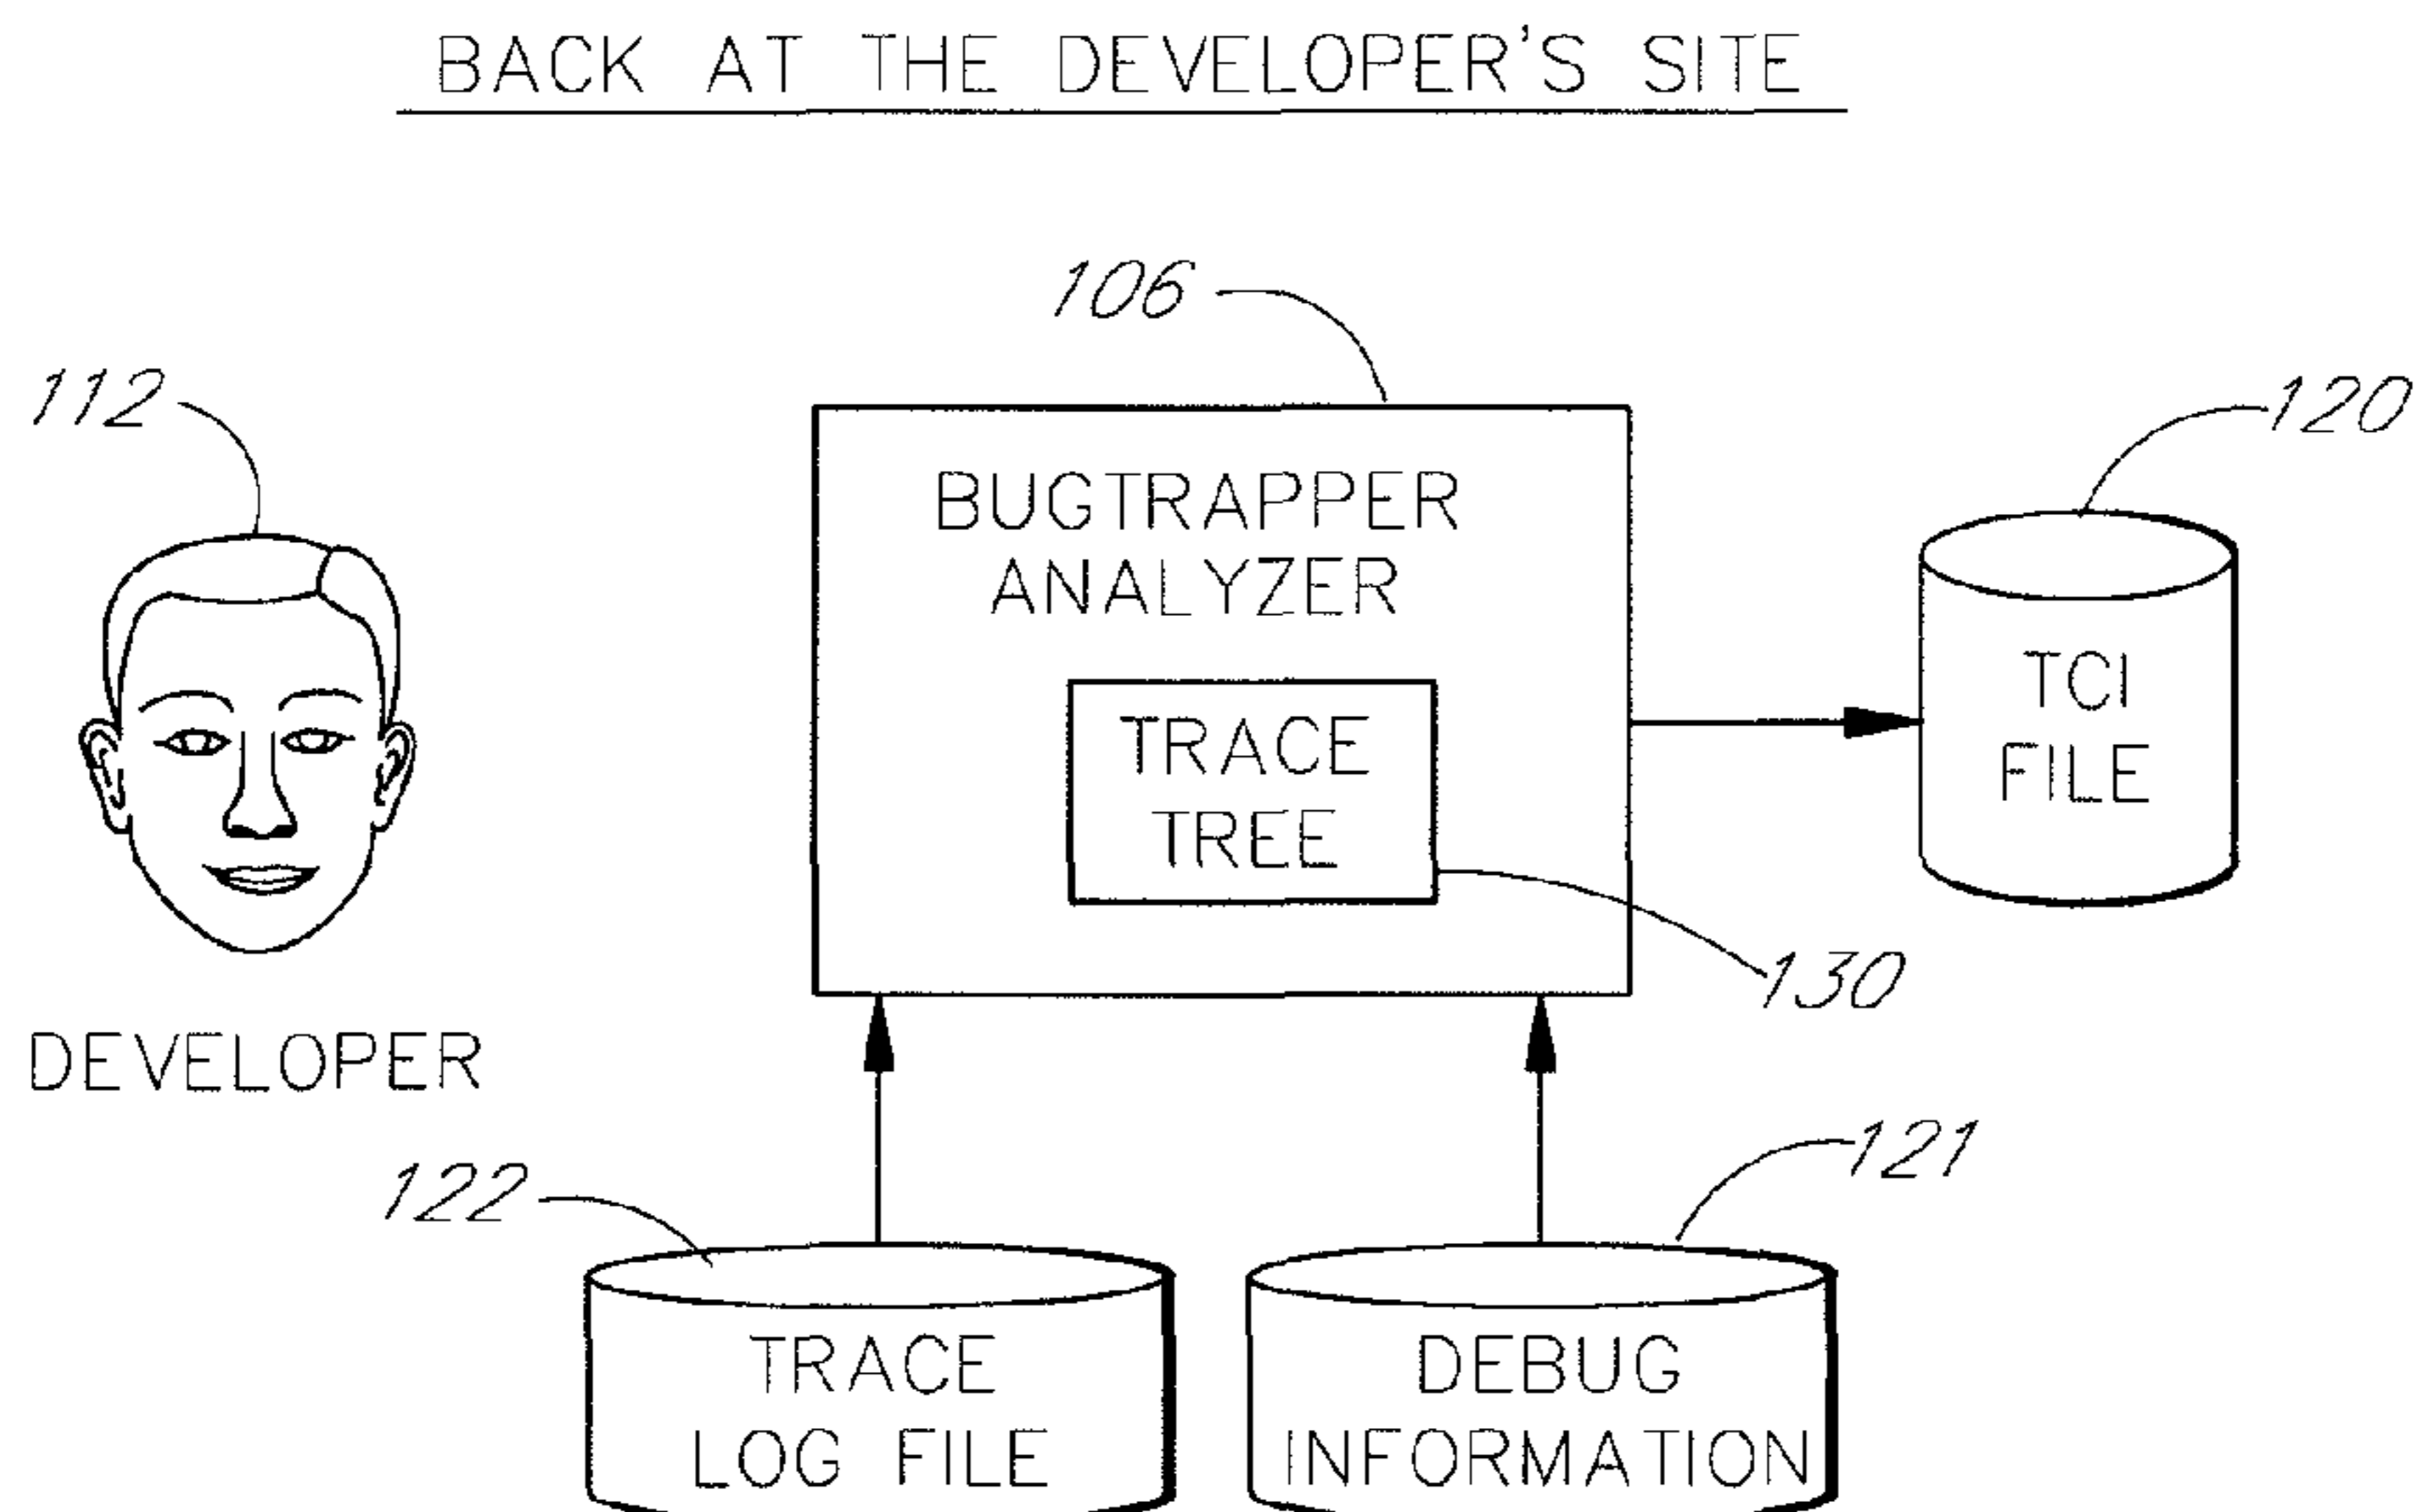 BACK AT THE DEVELOPER'S SITE
106
112
120
BUGTRAPPER
ANALYZER
TRACE
TREE
TCI
FILE
130
DEVELOPER
122
121
TRACE
LOG FILE
DEBUG
INFORMATION